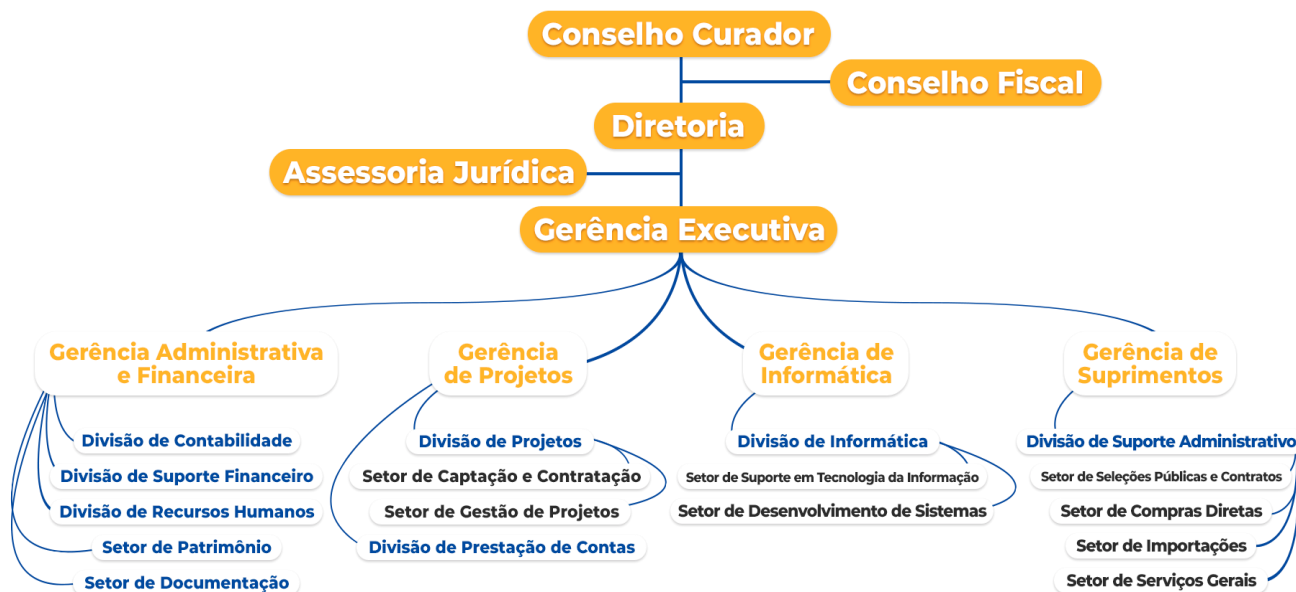 Conselho Curador
Conselho Fiscal
Diretoria
Assessoria Jurídica
Gerência Executiva
Gerência Administrativa
e Financeira
Divisão de Contabilidade
Divisão de Suporte Financeiro
Divisão de Recursos Humanos
Setor de Patrimônio
Setor de Documentação
Gerência
de Projetos
Divisão de Projetos
Setor de Captação e Contratação
Setor de Gestão de Projetos
Divisão de Prestação de Contas
Gerência de
Informática
Divisão de Informática
Setor de Suporte em Tecnologia da Informação
Setor de Desenvolvimento de Sistemas
Gerência de
Suprimentos
Divisão de Suporte Administrativo
Setor de Seleções Públicas e Contratos
Setor de Compras Diretas
Setor de Importações
Setor de Serviços Gerais